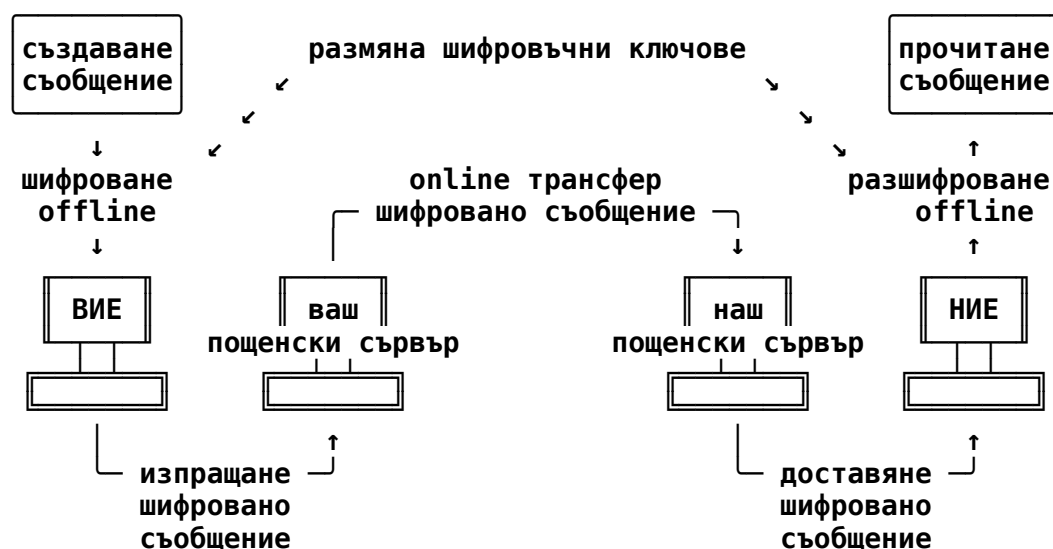 създаване
съобщение
размяна шифровъчни ключове
прочитане
съобщение
шифроване
offline
online трансфер
шифровано съобщение
разшифроване
offline
ВИЕ
ваш
пощенски сървър
наш
пощенски сървър
НИЕ
изпращане
шифровано
съобщение
доставяне
шифровано
съобщение